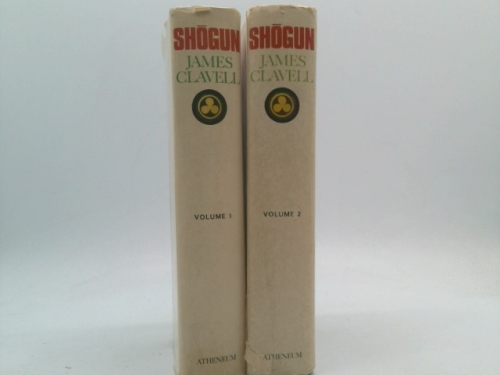 SHŌGUN
JAMES
CLAVELL
VOLUME 1
ATHENEUM
SHŌGUN
JAMES
CLAVELL
VOLUME 2
ATHENEUM